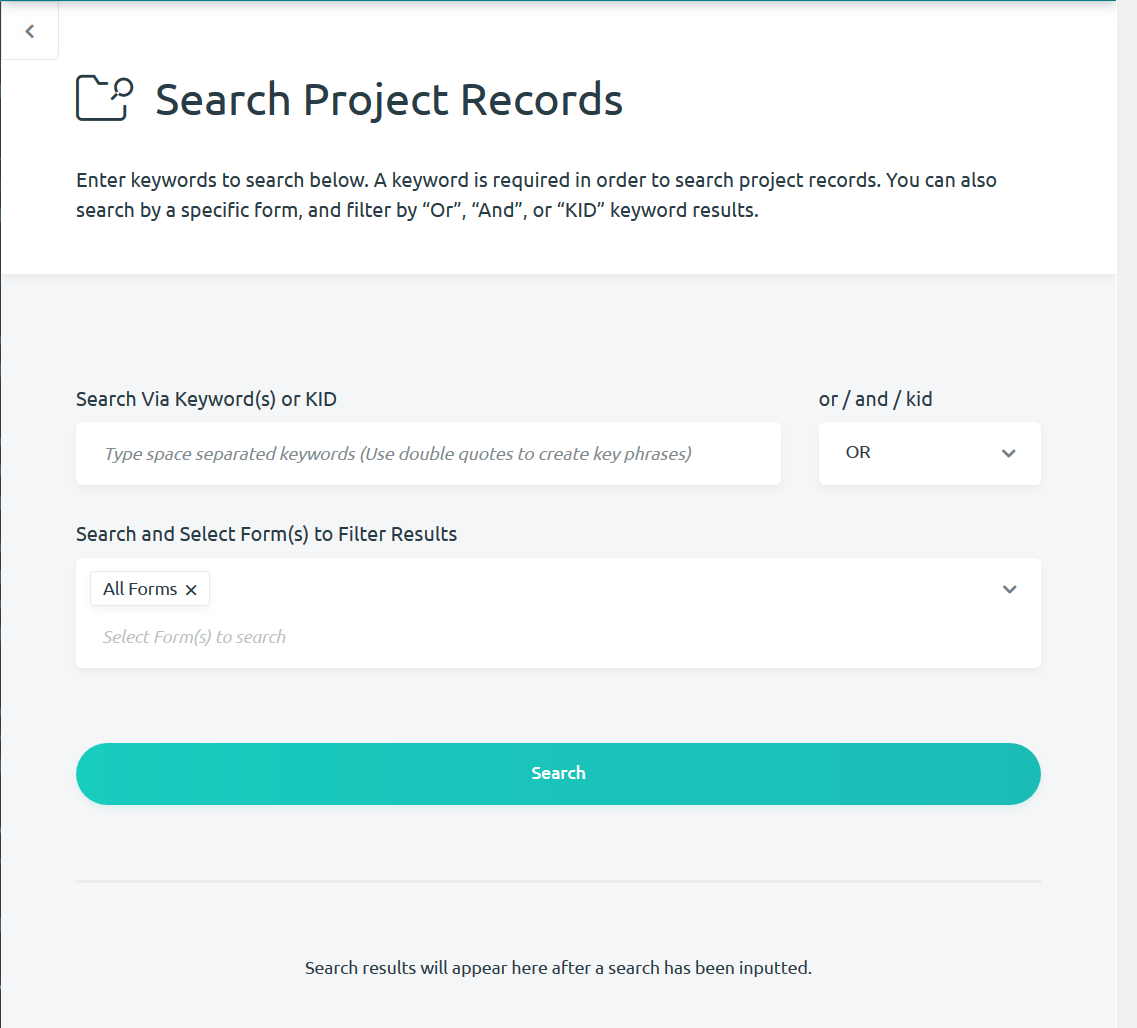 Search Project Records
Enter keywords to search below. A keyword is required in order to search project records. You can also
search by a specific form, and filter by “Or”, “And”, or “KID” keyword results.
Search Via Keyword(s) or KID
or / and / kid
Type space separated keywords (Use double quotes to create key phrases)
OR
Search and Select Form(s) to Filter Results
All Forms ×
Select Form(s) to search
Search
Search results will appear here after a search has been inputted.